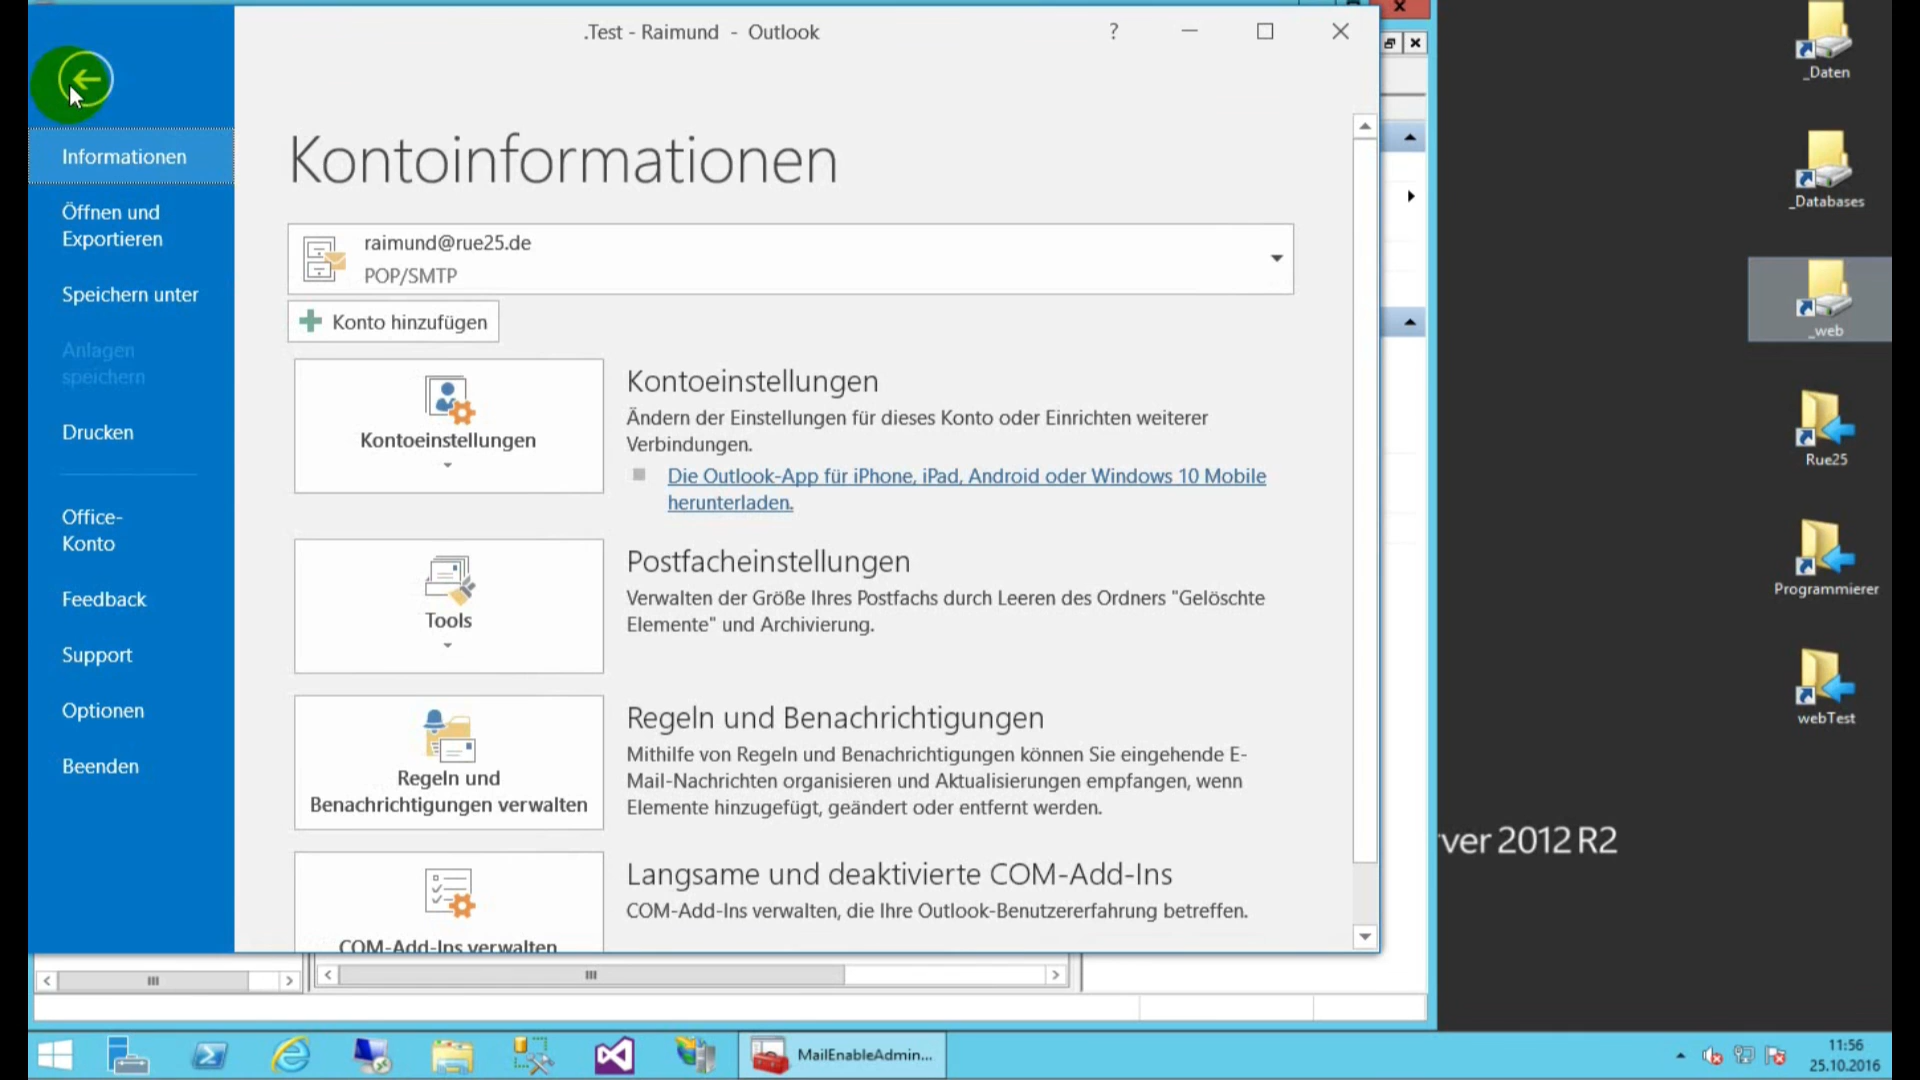 .Test - Raimund - Outlook
?
Informationen
Öffnen und
Exportieren
Speichern unter
Anlagen
speichern
Drucken
Office-
Konto
Feedback
Support
Optionen
Beenden
Kontoinformationen
raimund@rue25.de
POP/SMTP
Konto hinzufügen
Kontoeinstellungen
Kontoeinstellungen
Ändern der Einstellungen für dieses Konto oder Einrichten weiterer
Verbindungen.
Die Outlook-App für iPhone, iPad, Android oder Windows 10 Mobile
herunterladen.
Tools
Postfacheinstellungen
Verwalten der Größe Ihres Postfachs durch Leeren des Ordners "Gelöschte
Elemente" und Archivierung.
Regeln und
Benachrichtigungen verwalten
Regeln und Benachrichtigungen
Mithilfe von Regeln und Benachrichtigungen können Sie eingehende E-
Mail-Nachrichten organisieren und Aktualisierungen empfangen, wenn
Elemente hinzugefügt, geändert oder entfernt werden.
COM-Add-Ins verwalten
Langsame und deaktivierte COM-Add-Ins
COM-Add-Ins verwalten, die Ihre Outlook-Benutzererfahrung betreffen.
_Daten
_Databases
_web
Rue25
Programmierer
webTest
ver 2012 R2
MailEnableAdmin...
11:56
25.10.2016